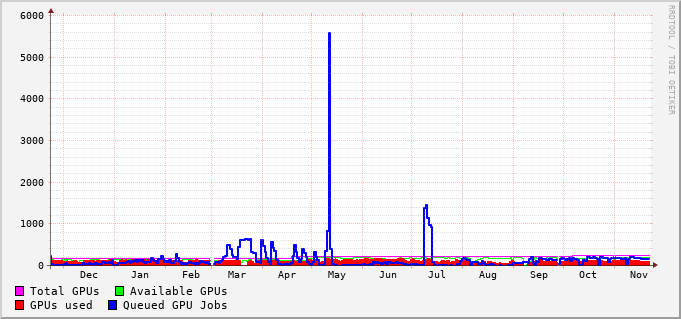 RRDTOOL / TOBI OETIKER
6000
5000
4000
3000
2000
1000
0
Dec Jan Feb Mar Apr May Jun Jul Aug Sep Oct Nov
Total GPUs Available GPUs
GPUs used Queued GPU Jobs